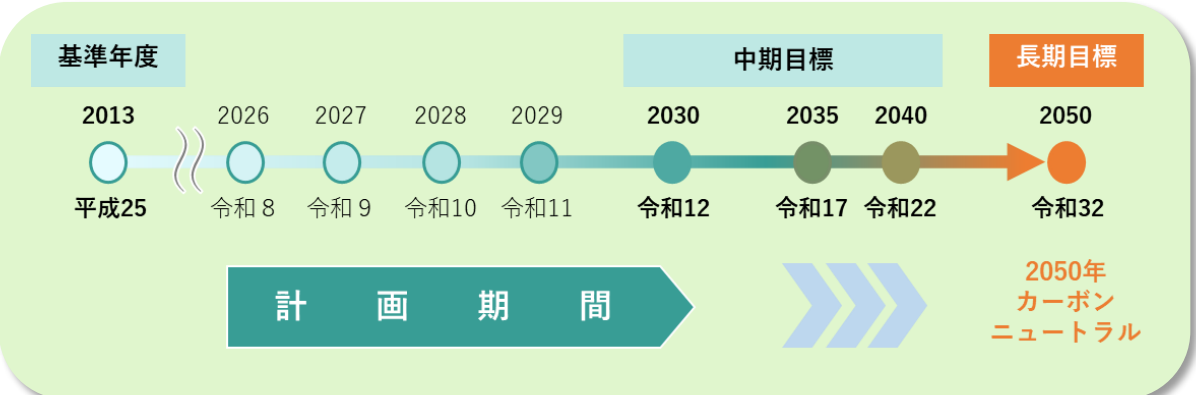 基準年度 中期目標 長期目標
2013 2026 2027 2028 2029 2030 2035 2040 2050
平成25 令和８ 令和９ 令和10 令和11 令和12 令和17 令和22 令和32
計画期間
2050年
カーボン
ニュートラル